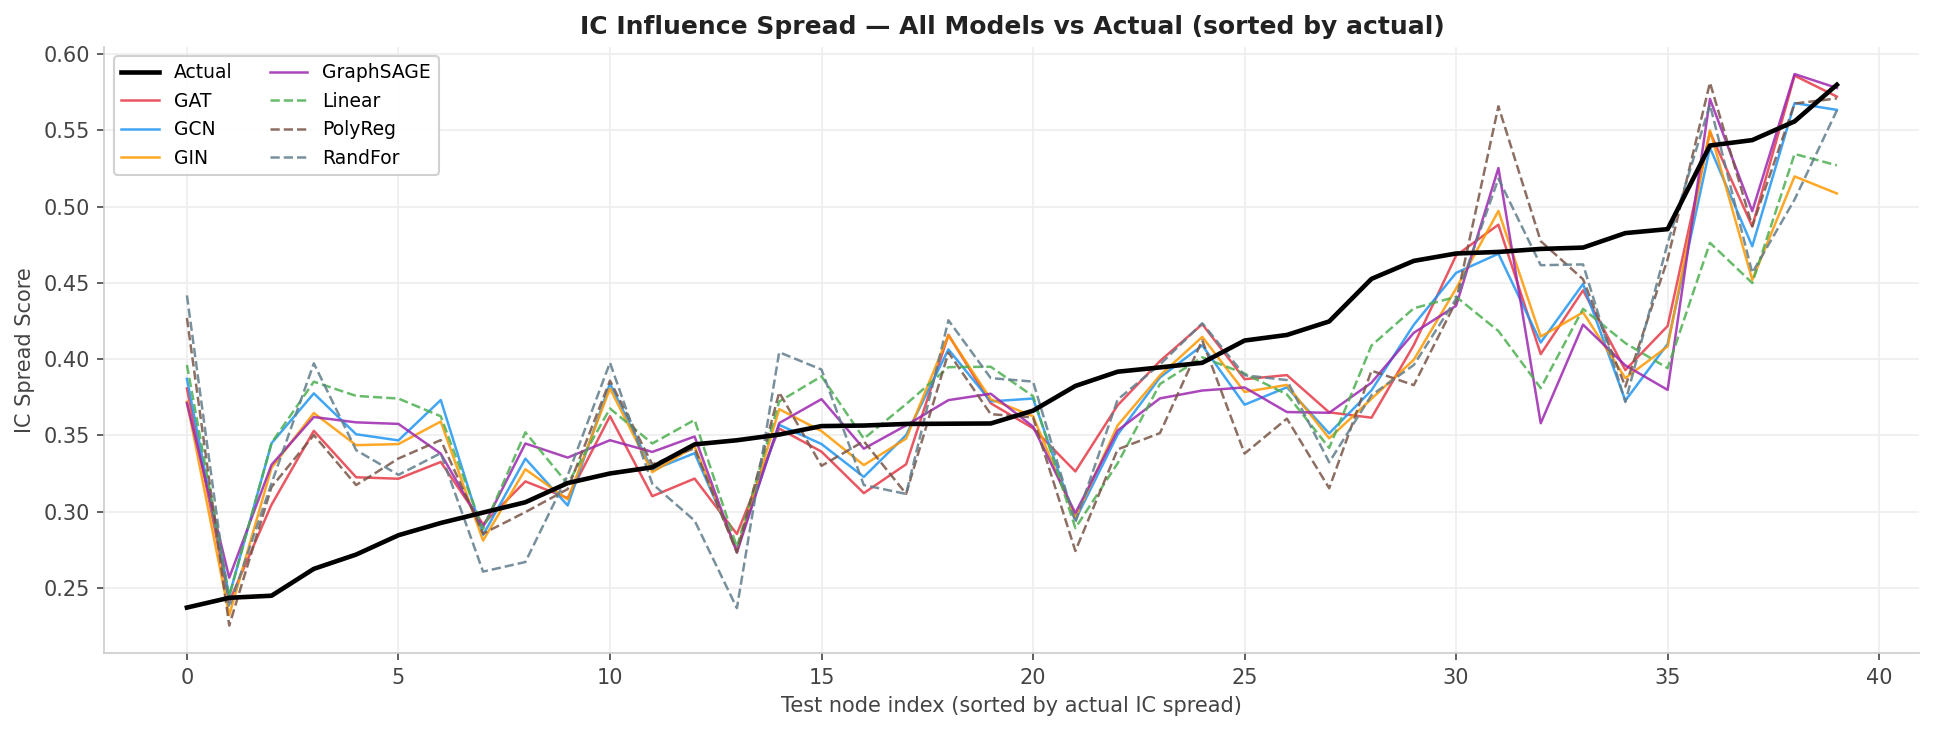 IC Influence Spread — All Models vs Actual (sorted by actual)
Actual
GAT
GCN
GIN
GraphSAGE
Linear
PolyReg
RandFor
IC Spread Score
0.60
0.55
0.50
0.45
0.40
0.35
0.30
0.25
0 5 10 15 20 25 30 35 40
Test node index (sorted by actual IC spread)